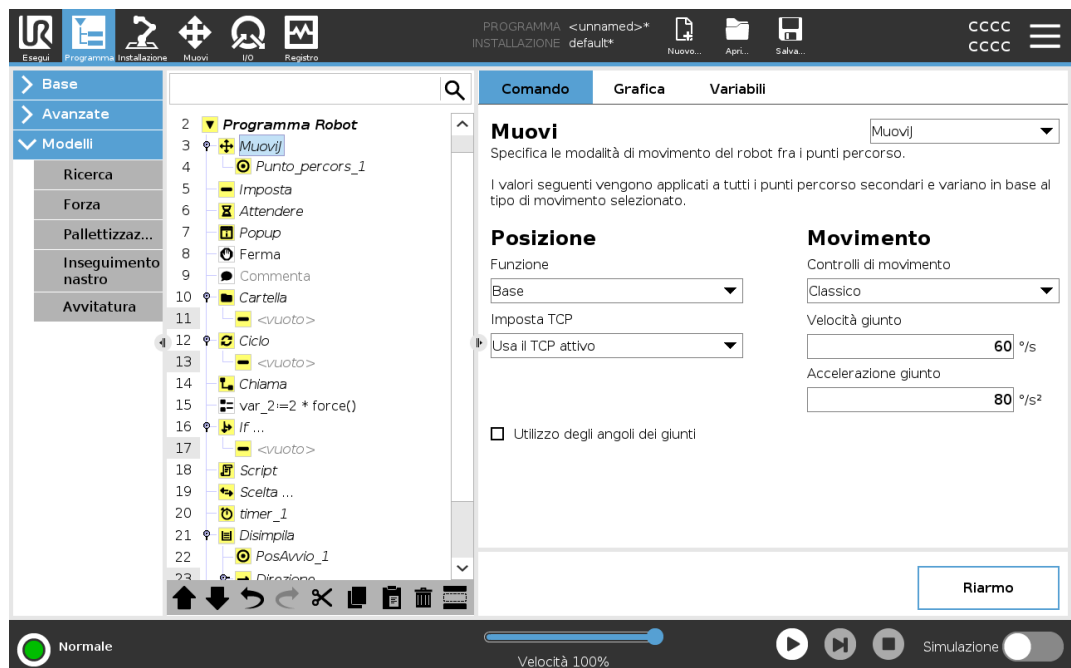 PROGRAMMA <unnamed>*
INSTALLAZIONE default*
CCCC
CCCC
UR
Esegui
Programma
Installazione
Muovi
I/O
Registro
Nuovo...
Apri...
Salva...
Base
Avanzate
Modelli
Ricerca
Forza
Pallettizzaz...
Inseguimento
nastro
Avvitatura
2 Programma Robot
3 MuoviJ
4 Punto_percors_1
5 Imposta
6 Attendere
7 Popup
8 Ferma
9 Commenta
10 Cartella
11 <vuoto>
12 Ciclo
13 <vuoto>
14 Chiama
15 var_2:=2 * force()
16 If ...
17 <vuoto>
18 Script
19 Scelta ...
20 timer_1
21 Disimpila
22 PosAvvio_1
23 Direzione
Comando
Grafica
Variabili
Muovi
MuoviJ
Specifica le modalità di movimento del robot fra i punti percorso.
I valori seguenti vengono applicati a tutti i punti percorso secondari e variano in base al
tipo di movimento selezionato.
Posizione
Funzione
Base
Imposta TCP
Usa il TCP attivo
Utilizzo degli angoli dei giunti
Movimento
Controlli di movimento
Classico
Velocità giunto
60 °/s
Accelerazione giunto
80 °/s²
Riarmo
Normale
Velocità 100%
Simulazione